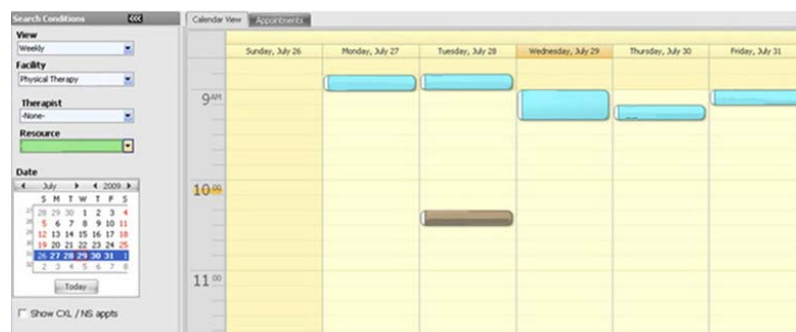 Search Conditions
View
Weekly
Facility
Physical Therapy
Therapist
-None-
Resource
Date
July 2009
S M T W T F S
28 29 30 1 2 3 4
5 6 7 8 9 10 11
12 13 14 15 16 17 18
19 20 21 22 23 24 25
26 27 28 29 30 31 1
2 3 4 5 6 7 8
Today
Show CXL / NS appts
Calendar View Appointments
Sunday, July 26 Monday, July 27 Tuesday, July 28 Wednesday, July 29 Thursday, July 30 Friday, July 31
9 AM
10 00
11 00